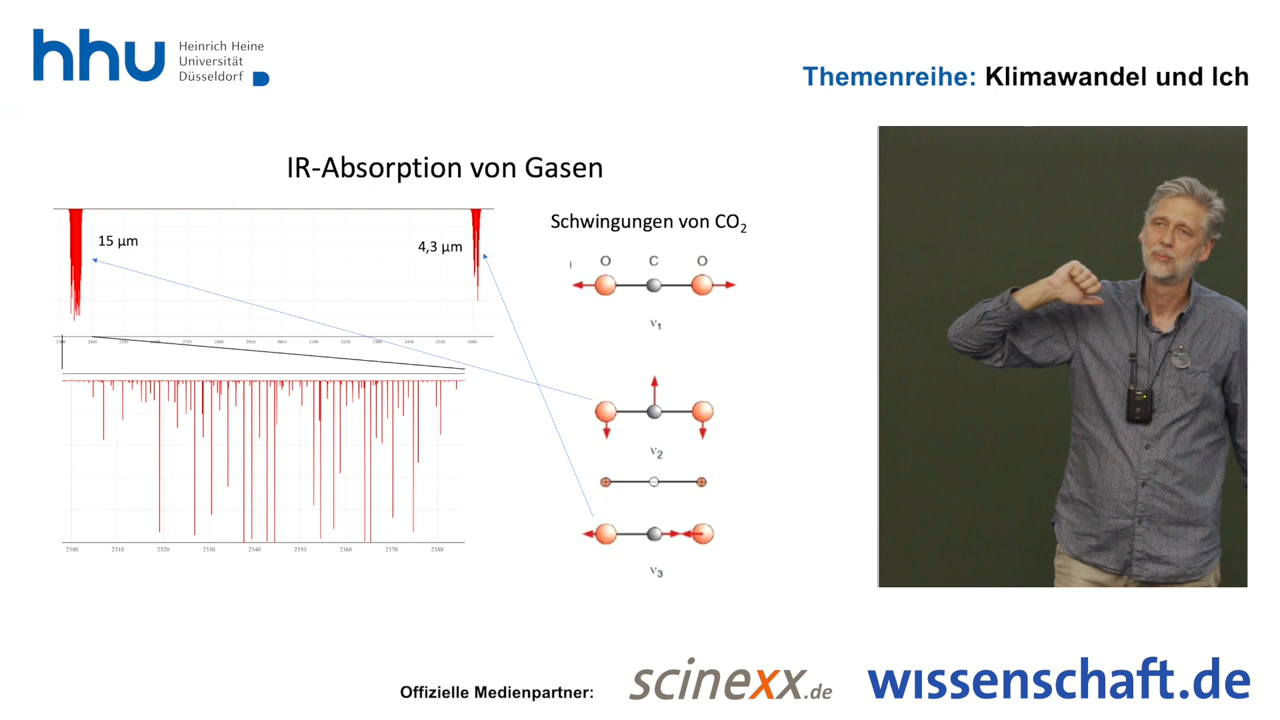 hhu Heinrich Heine
Universität
Düsseldorf
Themenreihe: Klimawandel und Ich
IR-Absorption von Gasen
Schwingungen von CO2
15 µm
4,3 µm
O C O
ν1
ν2
ν3
2300 2310 2320 2330 2340 2350 2360 2370 2380
Offizielle Medienpartner:
scinexx.de
wissenschaft.de